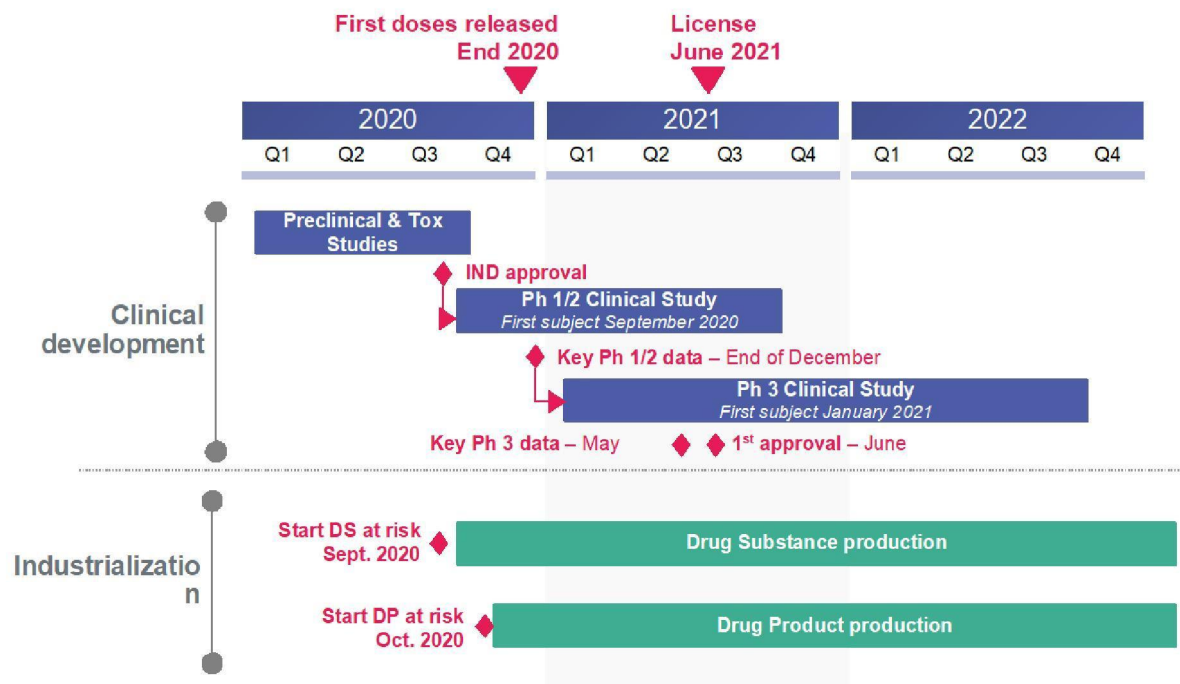 First doses released
End 2020
License
June 2021
2020
2021
2022
Q1 Q2 Q3 Q4 Q1 Q2 Q3 Q4 Q1 Q2 Q3 Q4
Clinical
development
Preclinical & Tox
Studies
IND approval
Ph 1/2 Clinical Study
First subject September 2020
Key Ph 1/2 data – End of December
Ph 3 Clinical Study
First subject January 2021
Key Ph 3 data – May
1st approval – June
Industrializatio
n
Start DS at risk
Sept. 2020
Drug Substance production
Start DP at risk
Oct. 2020
Drug Product production